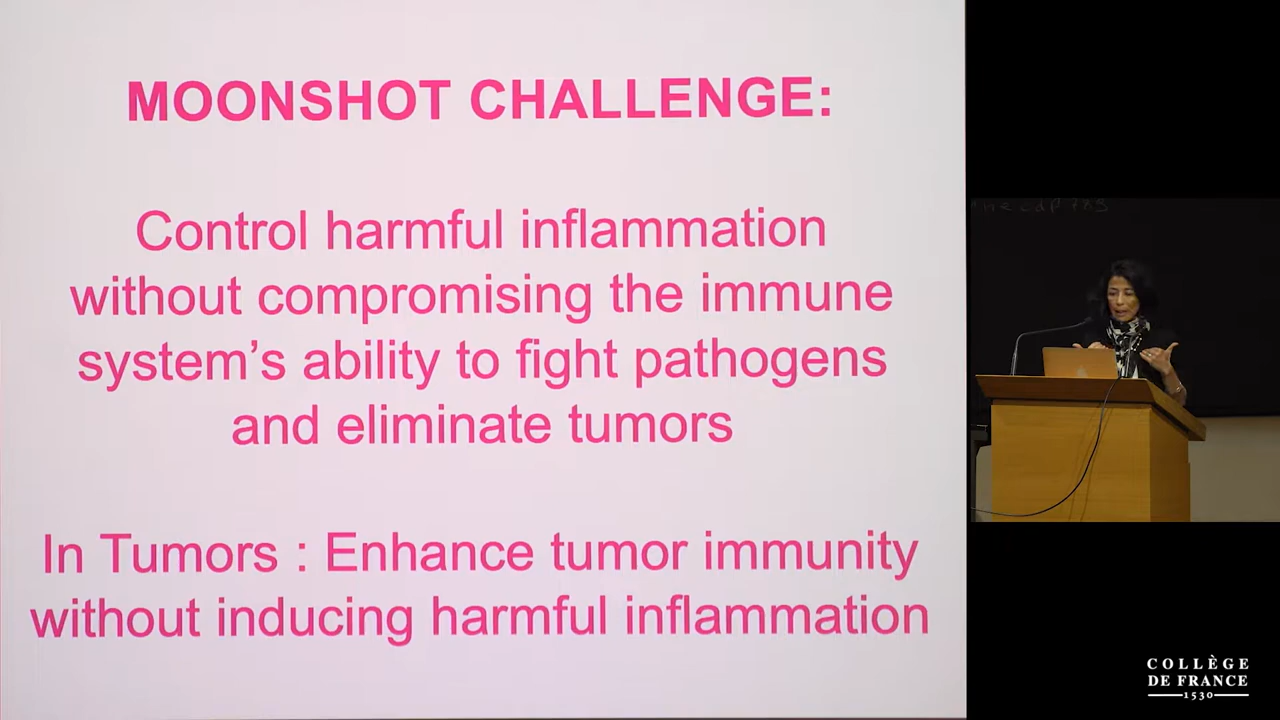 MOONSHOT CHALLENGE:
Control harmful inflammation
without compromising the immune
system’s ability to fight pathogens
and eliminate tumors
In Tumors : Enhance tumor immunity
without inducing harmful inflammation
COLLÈGE
DE FRANCE
1530